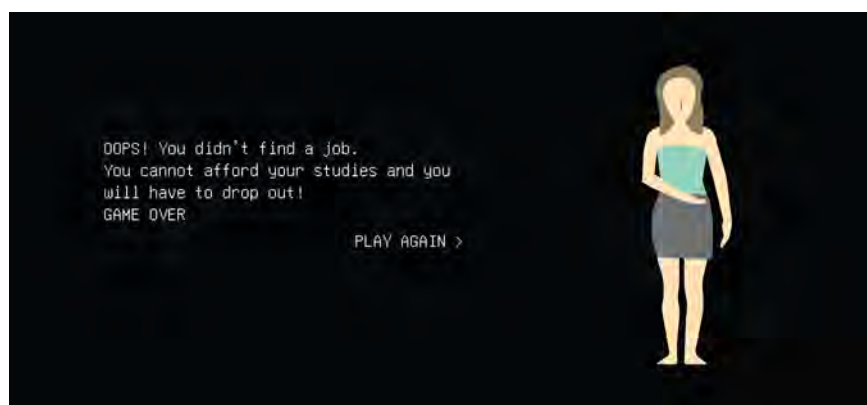 OOPS! You didn't find a job.
You cannot afford your studies and you
will have to drop out!
GAME OVER
PLAY AGAIN >